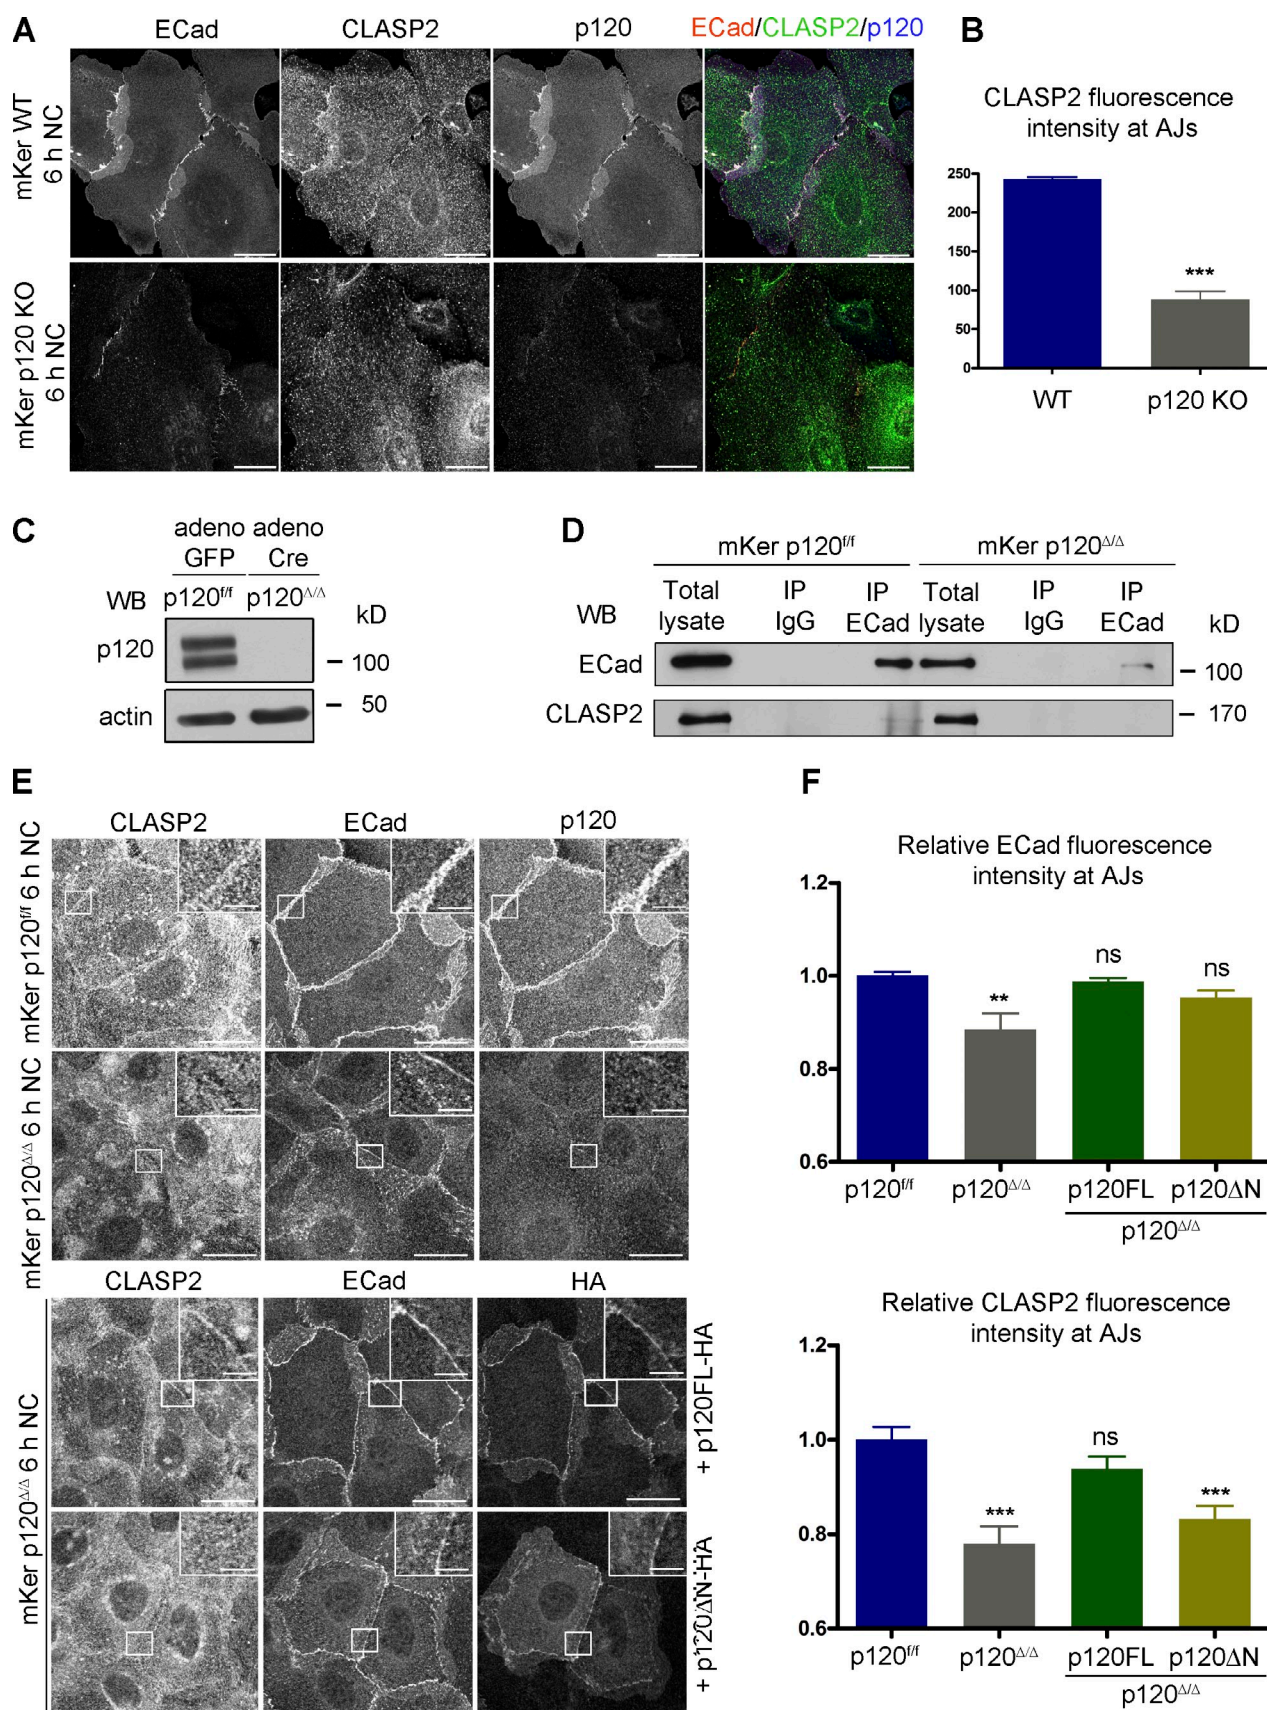 A
ECad
CLASP2
p120
ECad/CLASP2/p120
mKer WT
6 h NC
mKer p120 KO
6 h NC
B
CLASP2 fluorescence
intensity at AJs
250
200
150
100
50
0
***
WT
p120 KO
C
adeno adeno
GFP Cre
WB p120f/f p120Δ/Δ kD
p120
100
actin
50
D
mKer p120f/f mKer p120Δ/Δ
Total IP IP Total IP IP
WB lysate IgG ECad lysate IgG ECad kD
ECad
100
CLASP2
170
E
CLASP2 ECad p120
mKer p120f/f 6 h NC
mKer p120Δ/Δ 6 h NC
CLASP2 ECad HA
mKer p120Δ/Δ 6 h NC
+ p120FL-HA
+ p120ΔN-HA
F
Relative ECad fluorescence
intensity at AJs
1.2
1.0
0.8
0.6
**
ns
ns
p120f/f p120Δ/Δ p120FL p120ΔN
p120Δ/Δ
Relative CLASP2 fluorescence
intensity at AJs
1.2
1.0
0.8
0.6
***
ns
***
p120f/f p120Δ/Δ p120FL p120ΔN
p120Δ/Δ